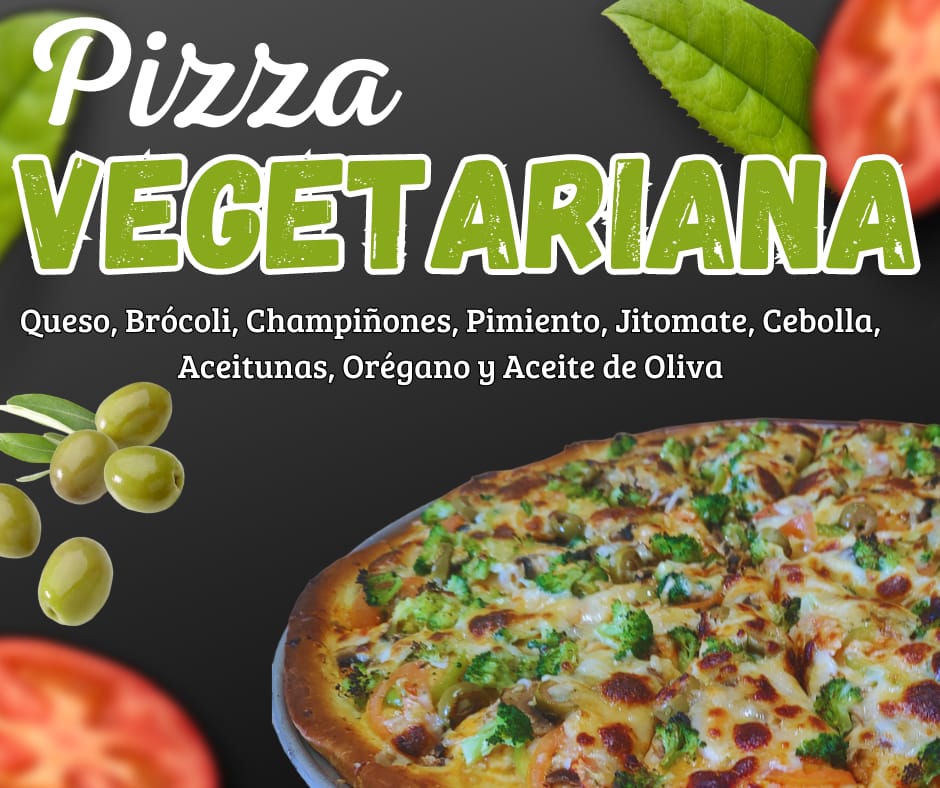 Pizza
VEGETARIANA
Queso, Brócoli, Champiñones, Pimiento, Jitomate, Cebolla,
Aceitunas, Orégano y Aceite de Oliva